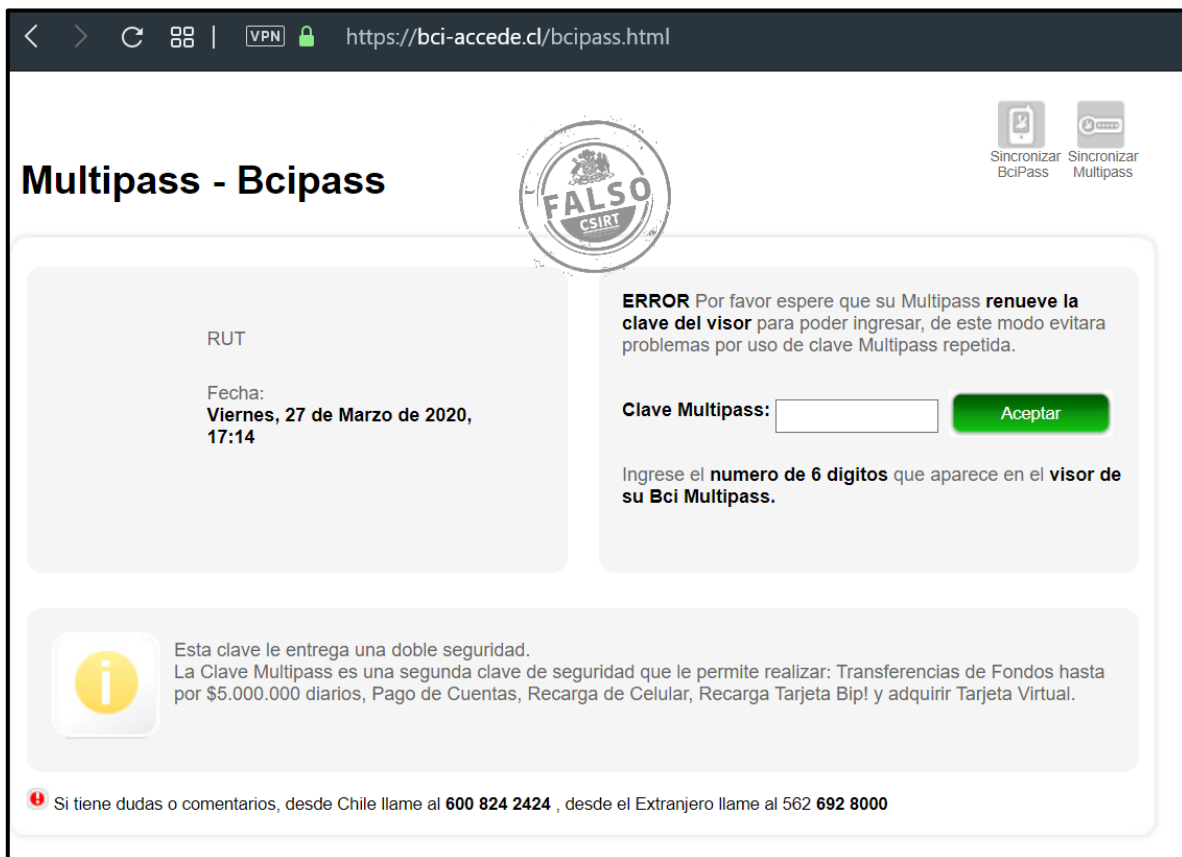 VPN https://bci-accede.cl/bcipass.html
Sincronizar
BciPass
Sincronizar
Multipass
Multipass - Bcipass
FALSO
CSIRT
RUT
Fecha:
Viernes, 27 de Marzo de 2020,
17:14
ERROR Por favor espere que su Multipass renueve la
clave del visor para poder ingresar, de este modo evitara
problemas por uso de clave Multipass repetida.
Clave Multipass:
Aceptar
Ingrese el numero de 6 digitos que aparece en el visor de
su Bci Multipass.
Esta clave le entrega una doble seguridad.
La Clave Multipass es una segunda clave de seguridad que le permite realizar: Transferencias de Fondos hasta
por $5.000.000 diarios, Pago de Cuentas, Recarga de Celular, Recarga Tarjeta Bip! y adquirir Tarjeta Virtual.
Si tiene dudas o comentarios, desde Chile llame al 600 824 2424 , desde el Extranjero llame al 562 692 8000